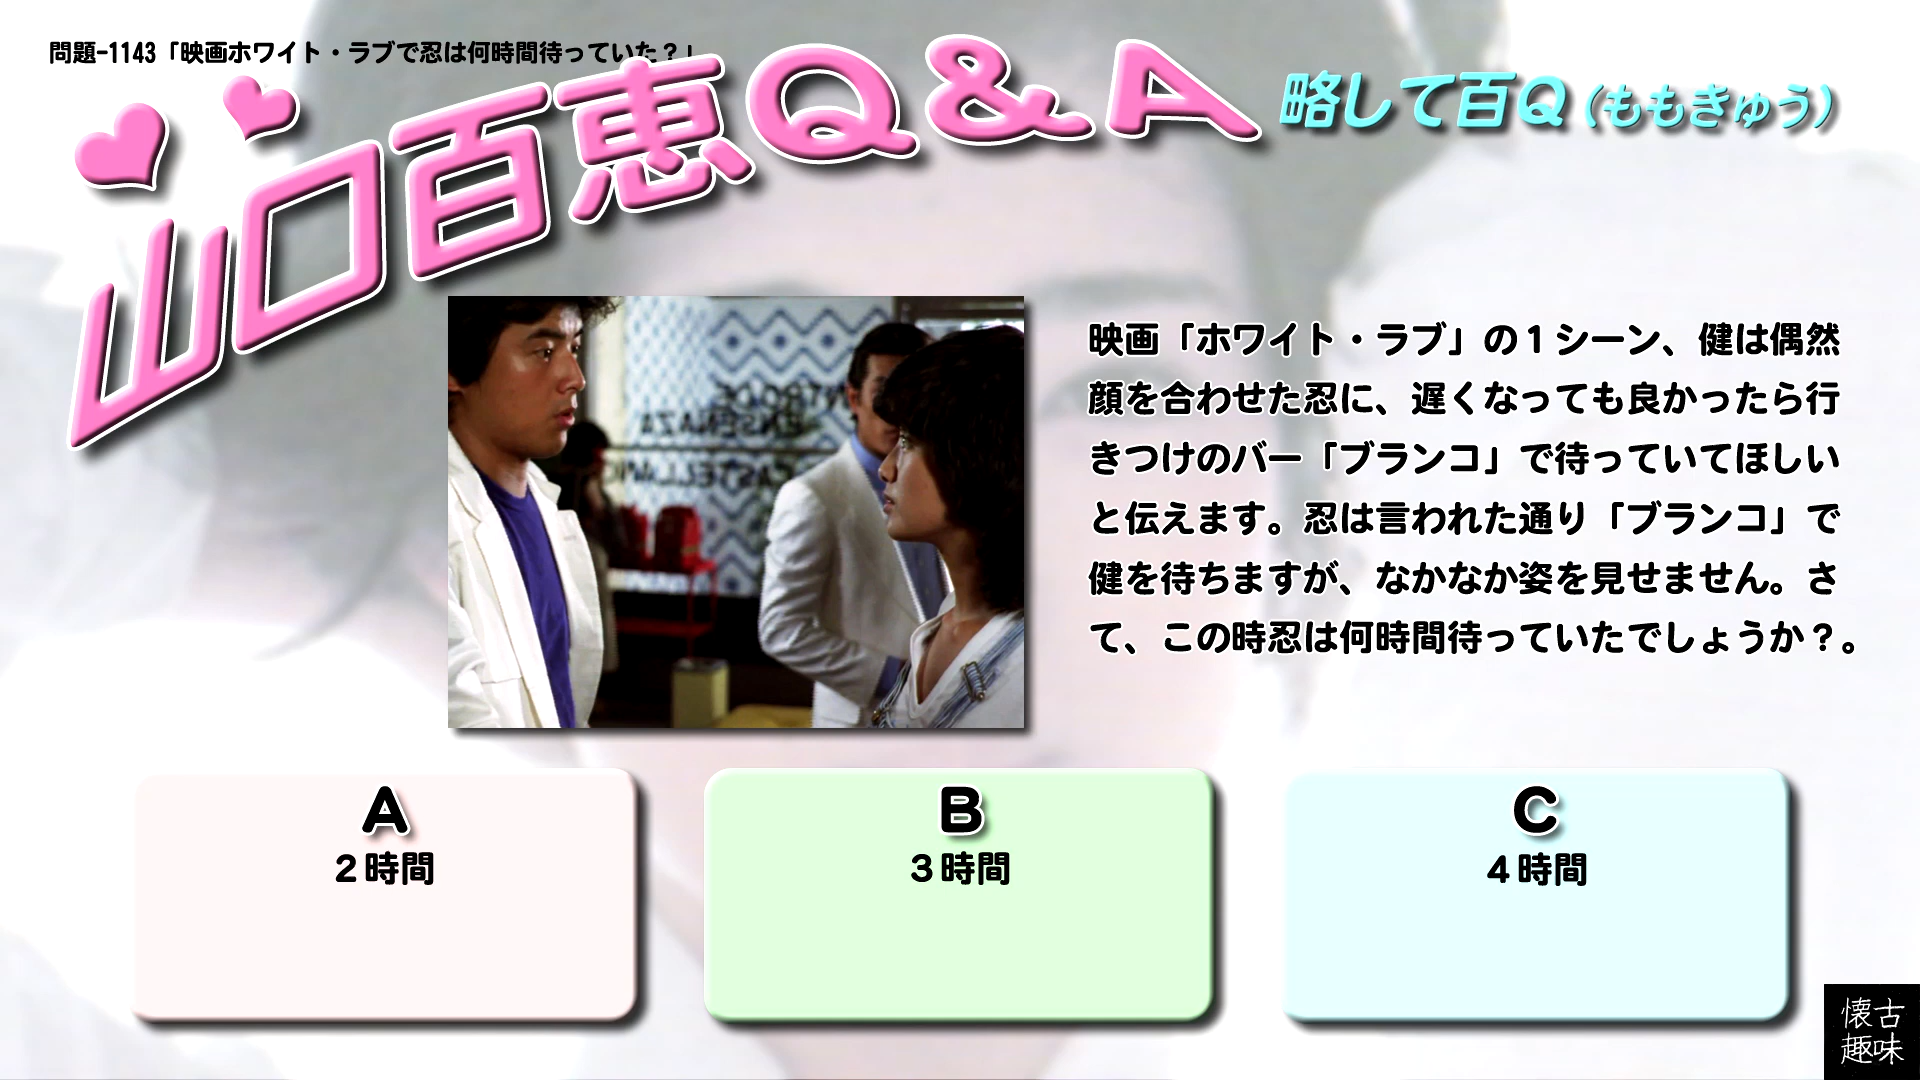 問題-1143「映画ホワイト・ラブで忍は何時間待っていた？」
山口百恵Q&A
略して百Q（ももきゅう）
映画「ホワイト・ラブ」の１シーン、健は偶然
顔を合わせた忍に、遅くなっても良かったら行
きつけのバー「ブランコ」で待っていてほしい
と伝えます。忍は言われた通り「ブランコ」で
健を待ちますが、なかなか姿を見せません。さ
て、この時忍は何時間待っていたでしょうか？。
A
２時間
B
３時間
C
４時間
懐古
趣味